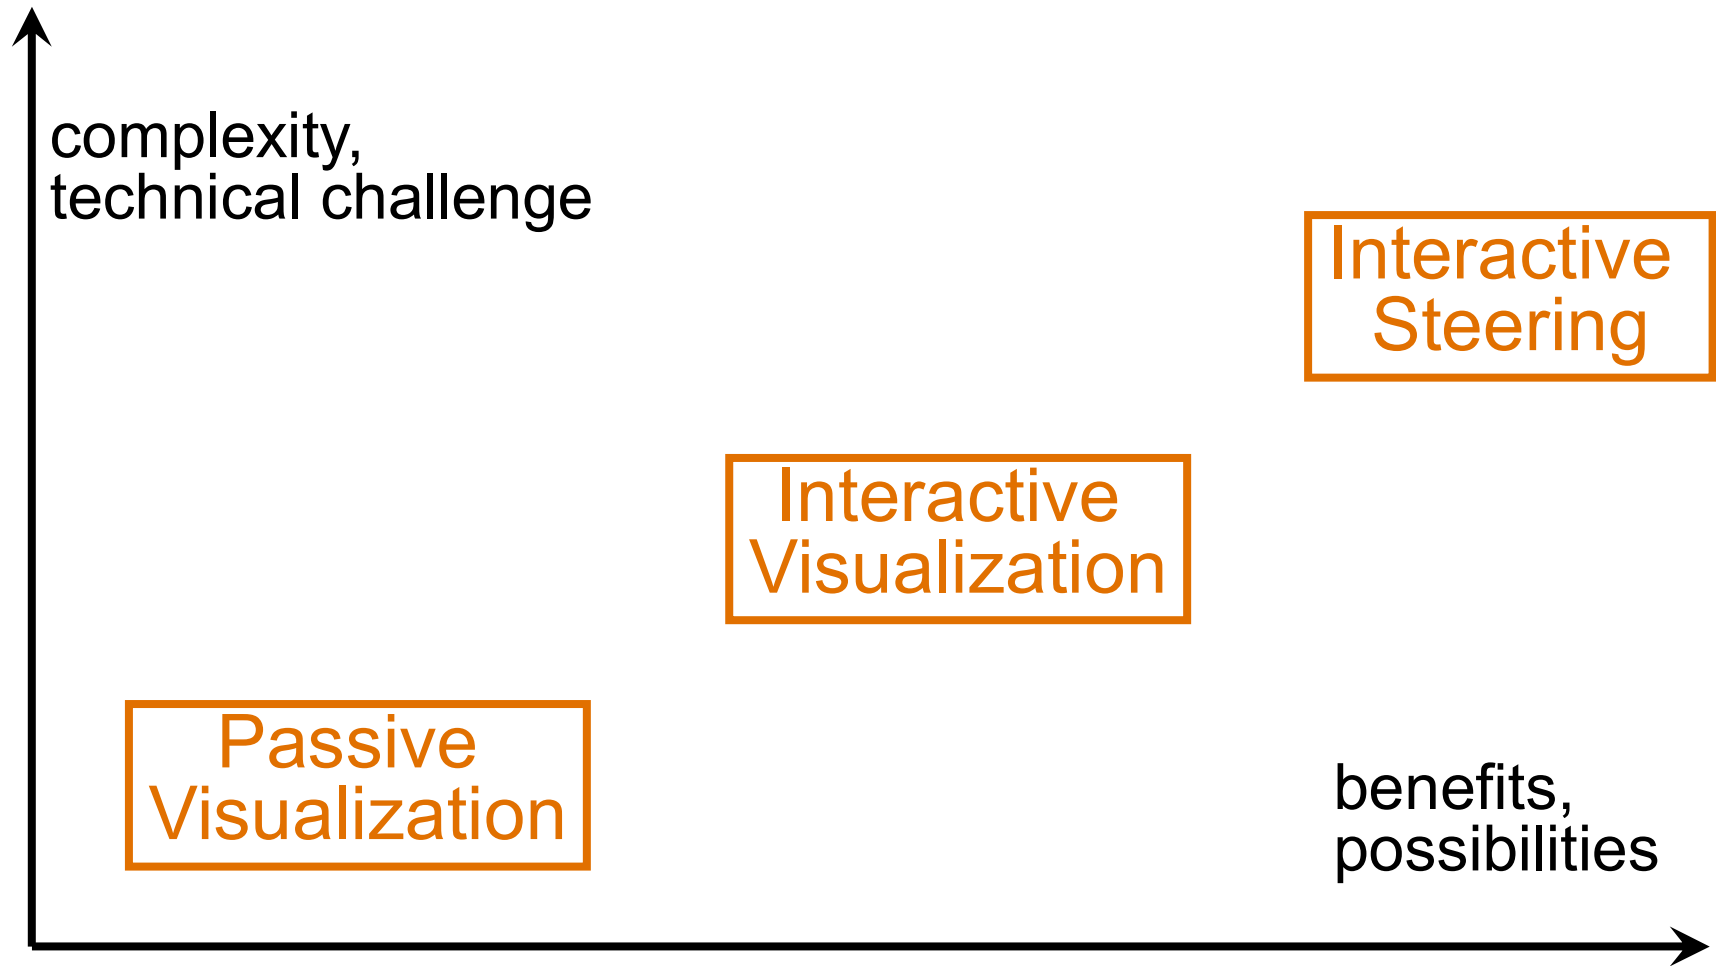 complexity,
technical challenge
Interactive
Steering
Interactive
Visualization
Passive
Visualization
benefits,
possibilities